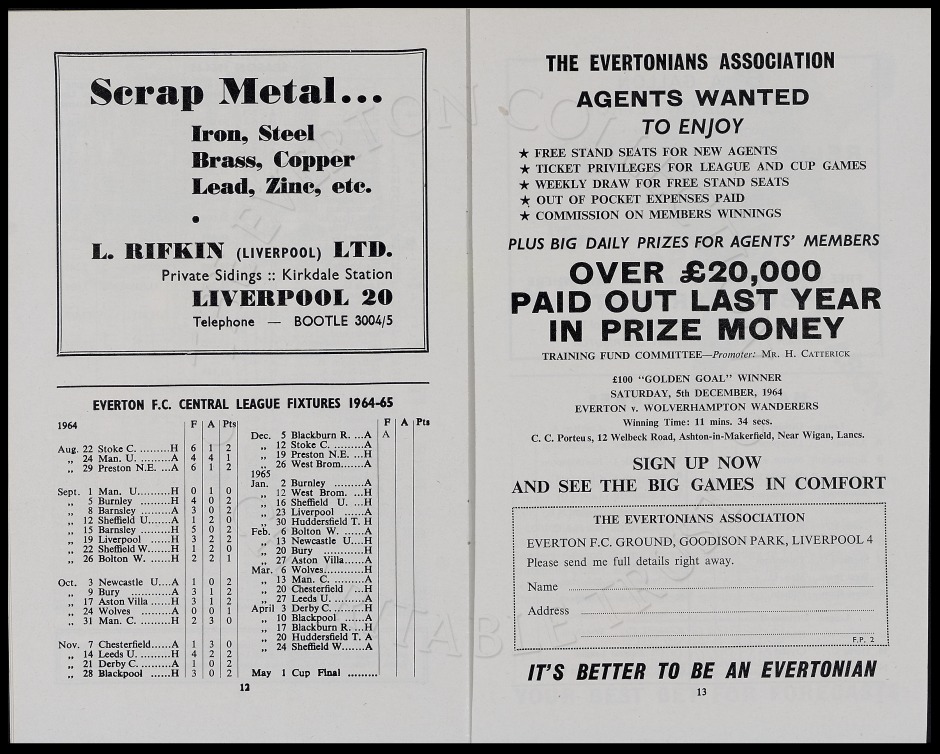 Scrap Metal...
Iron, Steel
Brass, Copper
Lead, Zinc, etc.
•
L. RIFKIN (LIVERPOOL) LTD.
Private Sidings :: Kirkdale Station
LIVERPOOL 20
Telephone — BOOTLE 3004/5
EVERTON F.C. CENTRAL LEAGUE FIXTURES 1964-65
1964 F A Pts
Aug. 22 Stoke C. .........H 6 1 2
„ 24 Man. U. .........A 4 4 1
„ 29 Preston N.E. ...A 6 1 2
Sept. 1 Man. U..........H 0 1 0
„ 5 Burnley .........H 4 0 2
„ 8 Barnsley .........A 3 0 2
„ 12 Sheffield U.......A 1 2 0
„ 15 Barnsley .........H 5 0 2
„ 19 Liverpool ......H 3 2 2
„ 22 Sheffield W.......H 1 2 0
„ 26 Bolton W. ......H 2 2 1
Oct. 3 Newcastle U....A 1 0 2
„ 9 Bury ............A 3 1 2
„ 17 Aston Villa ......H 3 1 2
„ 24 Wolves .........A 0 0 1
„ 31 Man. C. .........H 2 3 0
Nov. 7 Chesterfield......A 1 3 0
„ 14 Leeds U. .........H 4 2 2
„ 21 Derby C. .........A 1 0 2
„ 28 Blackpool ......H 3 0 2
F A Pts
Dec. 5 Blackburn R. ...A A
„ 12 Stoke C. .........A
„ 19 Preston N.E. ...H
„ 26 West Brom.......A
1965
Jan. 2 Burnley .........A
„ 12 West Brom. ...H
„ 16 Sheffield U. ...H
„ 23 Liverpool ......A
„ 30 Huddersfield T. H
Feb. 6 Bolton W. ......A
„ 13 Newcastle U....H
„ 20 Bury ............H
„ 27 Aston Villa......A
Mar. 6 Wolves............H
„ 13 Man. C. .........A
„ 20 Chesterfield ...H
„ 27 Leeds U. .........A
April 3 Derby C. .........H
„ 10 Blackpool ......A
„ 17 Blackburn R. ...H
„ 20 Huddersfield T. A
„ 24 Sheffield W.......A
May 1 Cup Final .........
12
THE EVERTONIANS ASSOCIATION
AGENTS WANTED
TO ENJOY
★ FREE STAND SEATS FOR NEW AGENTS
★ TICKET PRIVILEGES FOR LEAGUE AND CUP GAMES
★ WEEKLY DRAW FOR FREE STAND SEATS
★ OUT OF POCKET EXPENSES PAID
★ COMMISSION ON MEMBERS WINNINGS
PLUS BIG DAILY PRIZES FOR AGENTS' MEMBERS
OVER £20,000
PAID OUT LAST YEAR
IN PRIZE MONEY
TRAINING FUND COMMITTEE—Promoter: MR. H. CATTERICK
£100 "GOLDEN GOAL" WINNER
SATURDAY, 5th DECEMBER, 1964
EVERTON v. WOLVERHAMPTON WANDERERS
Winning Time: 11 mins. 34 secs.
C. C. Porteus, 12 Welbeck Road, Ashton-in-Makerfield, Near Wigan, Lancs.
SIGN UP NOW
AND SEE THE BIG GAMES IN COMFORT
THE EVERTONIANS ASSOCIATION
EVERTON F.C. GROUND, GOODISON PARK, LIVERPOOL 4
Please send me full details right away.
Name
Address
F.P. 2
IT'S BETTER TO BE AN EVERTONIAN
13